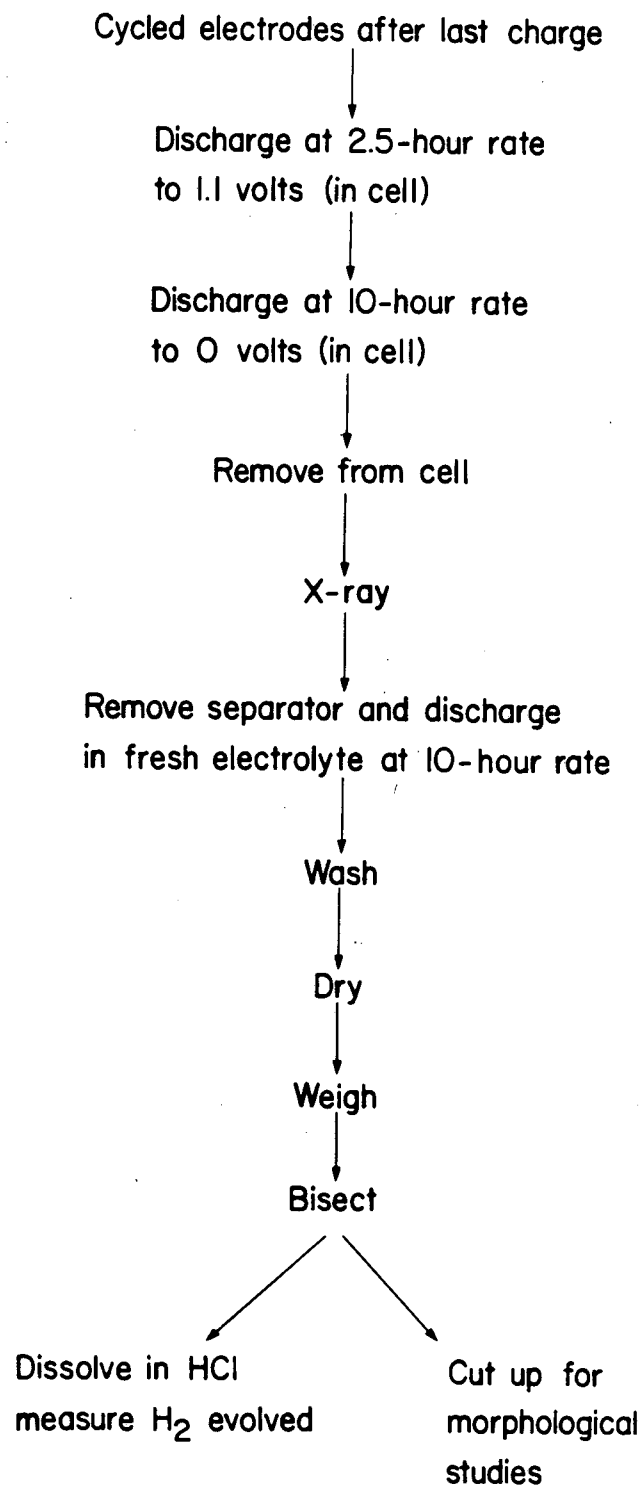 Cycled electrodes after last charge
Discharge at 2.5-hour rate
to 1.1 volts (in cell)
Discharge at 10-hour rate
to 0 volts (in cell)
Remove from cell
X-ray
Remove separator and discharge
in fresh electrolyte at 10-hour rate
Wash
Dry
Weigh
Bisect
Dissolve in HCl
measure H₂ evolved
Cut up for
morphological
studies